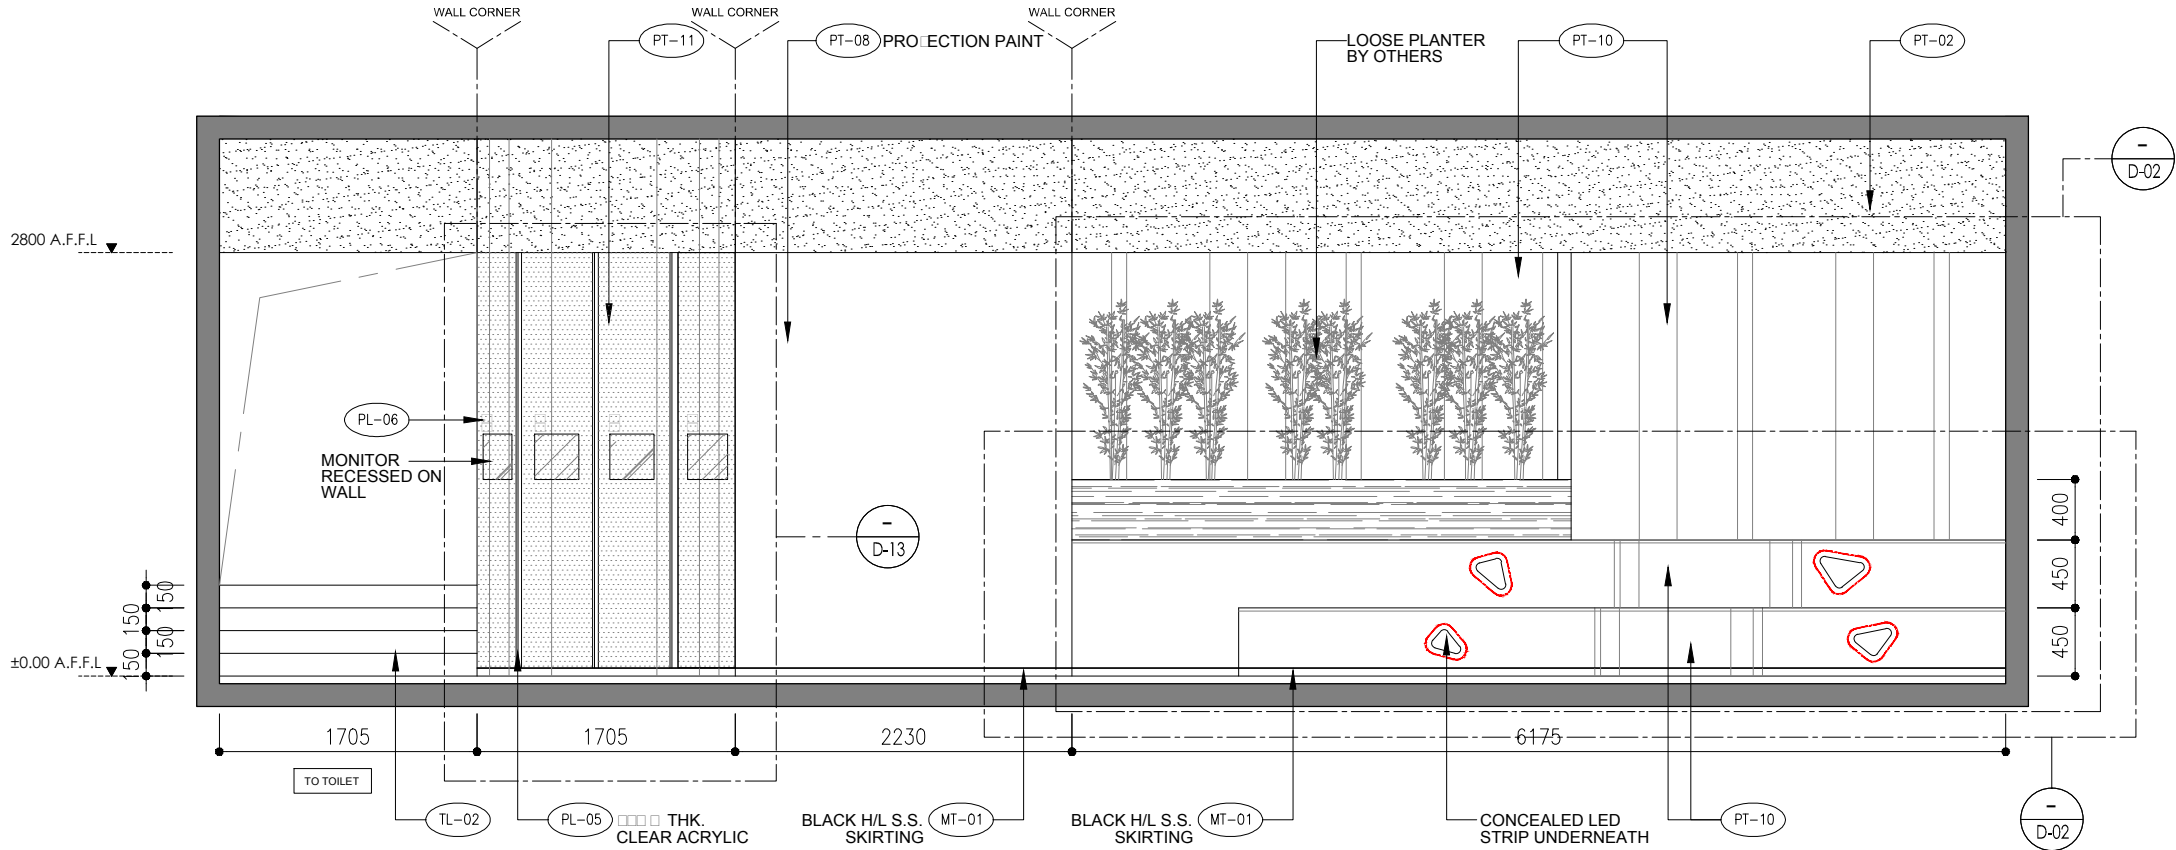 WALL CORNER
WALL CORNER
WALL CORNER
PT-11
PT-08
PRO□ECTION PAINT
LOOSE PLANTER
BY OTHERS
PT-10
PT-02
-
D-02
2800 A.F.F.L
PL-06
MONITOR
RECESSED ON
WALL
-
D-13
400
450
450
150
150
150
150
±0.00 A.F.F.L
1705
1705
2230
6175
TO TOILET
TL-02
PL-05
THK.
CLEAR ACRYLIC
BLACK H/L S.S.
SKIRTING
MT-01
BLACK H/L S.S.
SKIRTING
MT-01
CONCEALED LED
STRIP UNDERNEATH
PT-10
-
D-02